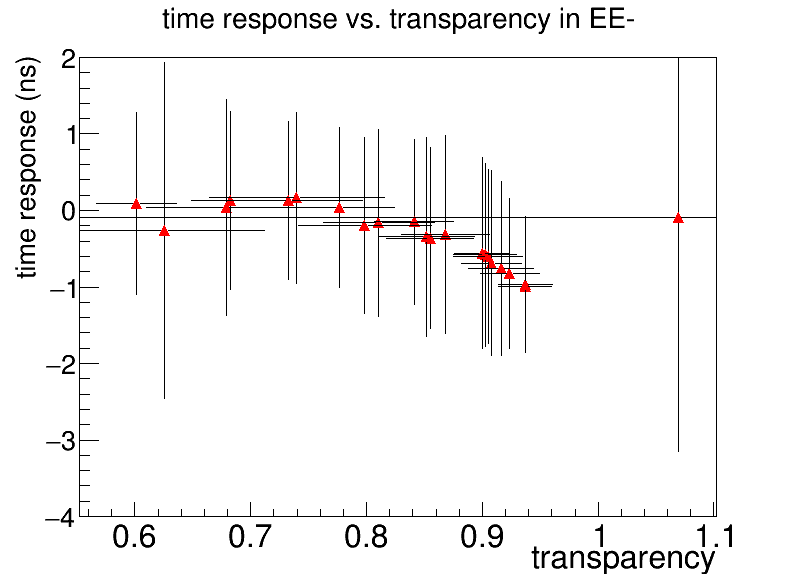 time response vs. transparency in EE-
time response (ns)
2
1
0
−1
−2
−3
−4
0.6 0.7 0.8 0.9 1 1.1
transparency